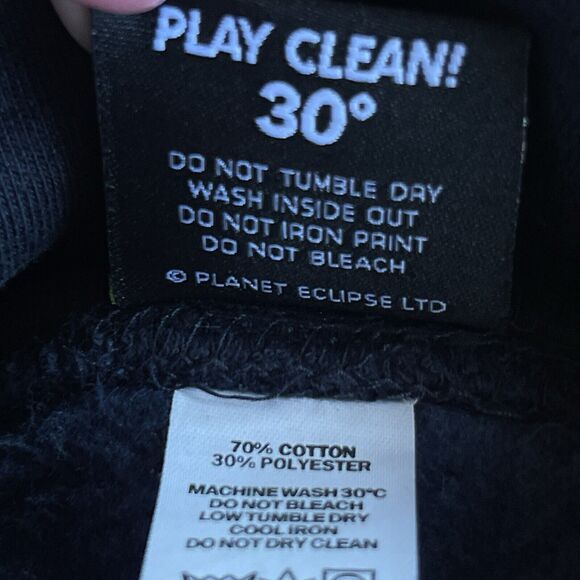 PLAY CLEAN!
30°
DO NOT TUMBLE DRY
WASH INSIDE OUT
DO NOT IRON PRINT
DO NOT BLEACH
© PLANET ECLIPSE LTD
70% COTTON
30% POLYESTER
MACHINE WASH 30°C
DO NOT BLEACH
LOW TUMBLE DRY
COOL IRON
DO NOT DRY CLEAN